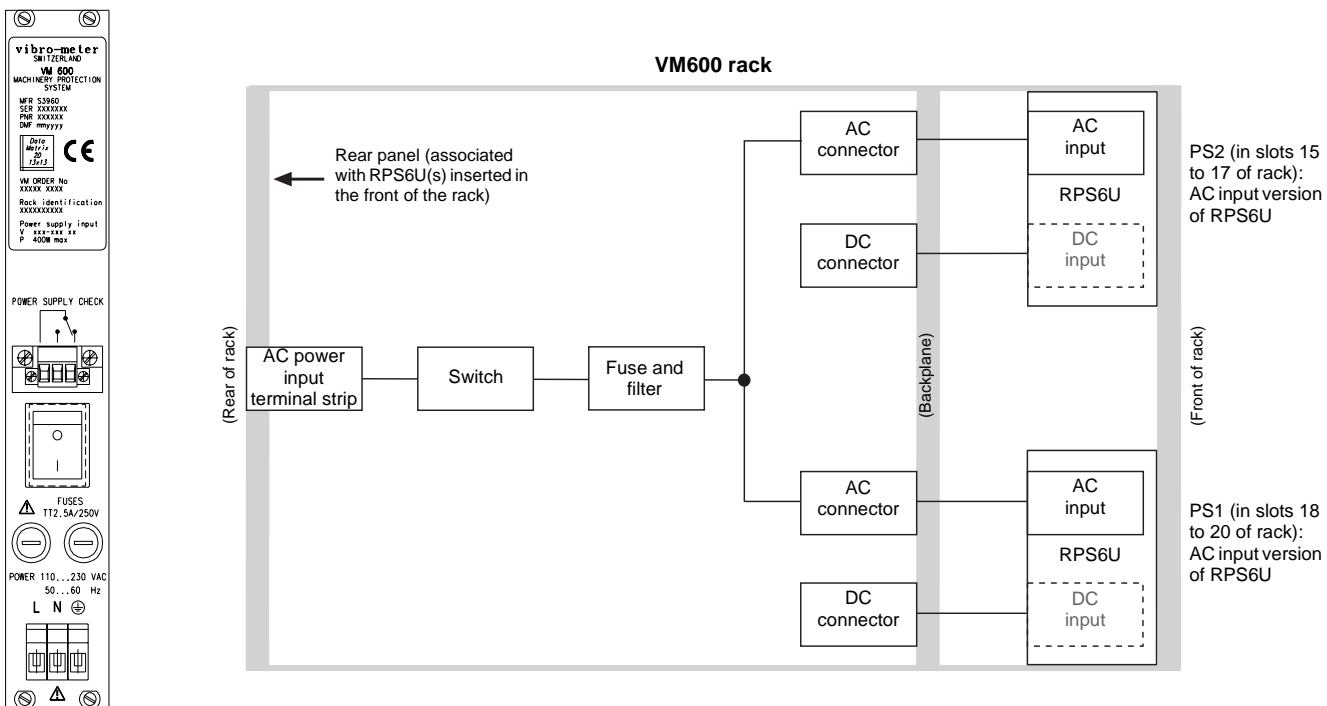 vibro-meter
SWITZERLAND
VM 600
MACHINERY PROTECTION
SYSTEM
MFR S3960
SER XXXXXXX
PNR XXXXXX
DMF mmyyyy
Data
Matrix
2D
13x13
CE
VM ORDER No
XXXXX XXXX
Rack identification
XXXXXXXXXX
Power supply input
V xxx-xxx xx
P 400W max
POWER SUPPLY CHECK
O
I
FUSES
TT2.5A/250V
POWER 110...230 VAC
50...60 Hz
L N
VM600 rack
Rear panel (associated
with RPS6U(s) inserted in
the front of the rack)
(Rear of rack)
AC power
input
terminal strip
Switch
Fuse and
filter
AC
connector
DC
connector
AC
connector
DC
connector
(Backplane)
AC
input
RPS6U
DC
input
AC
input
RPS6U
DC
input
(Front of rack)
PS2 (in slots 15
to 17 of rack):
AC input version
of RPS6U
PS1 (in slots 18
to 20 of rack):
AC input version
of RPS6U